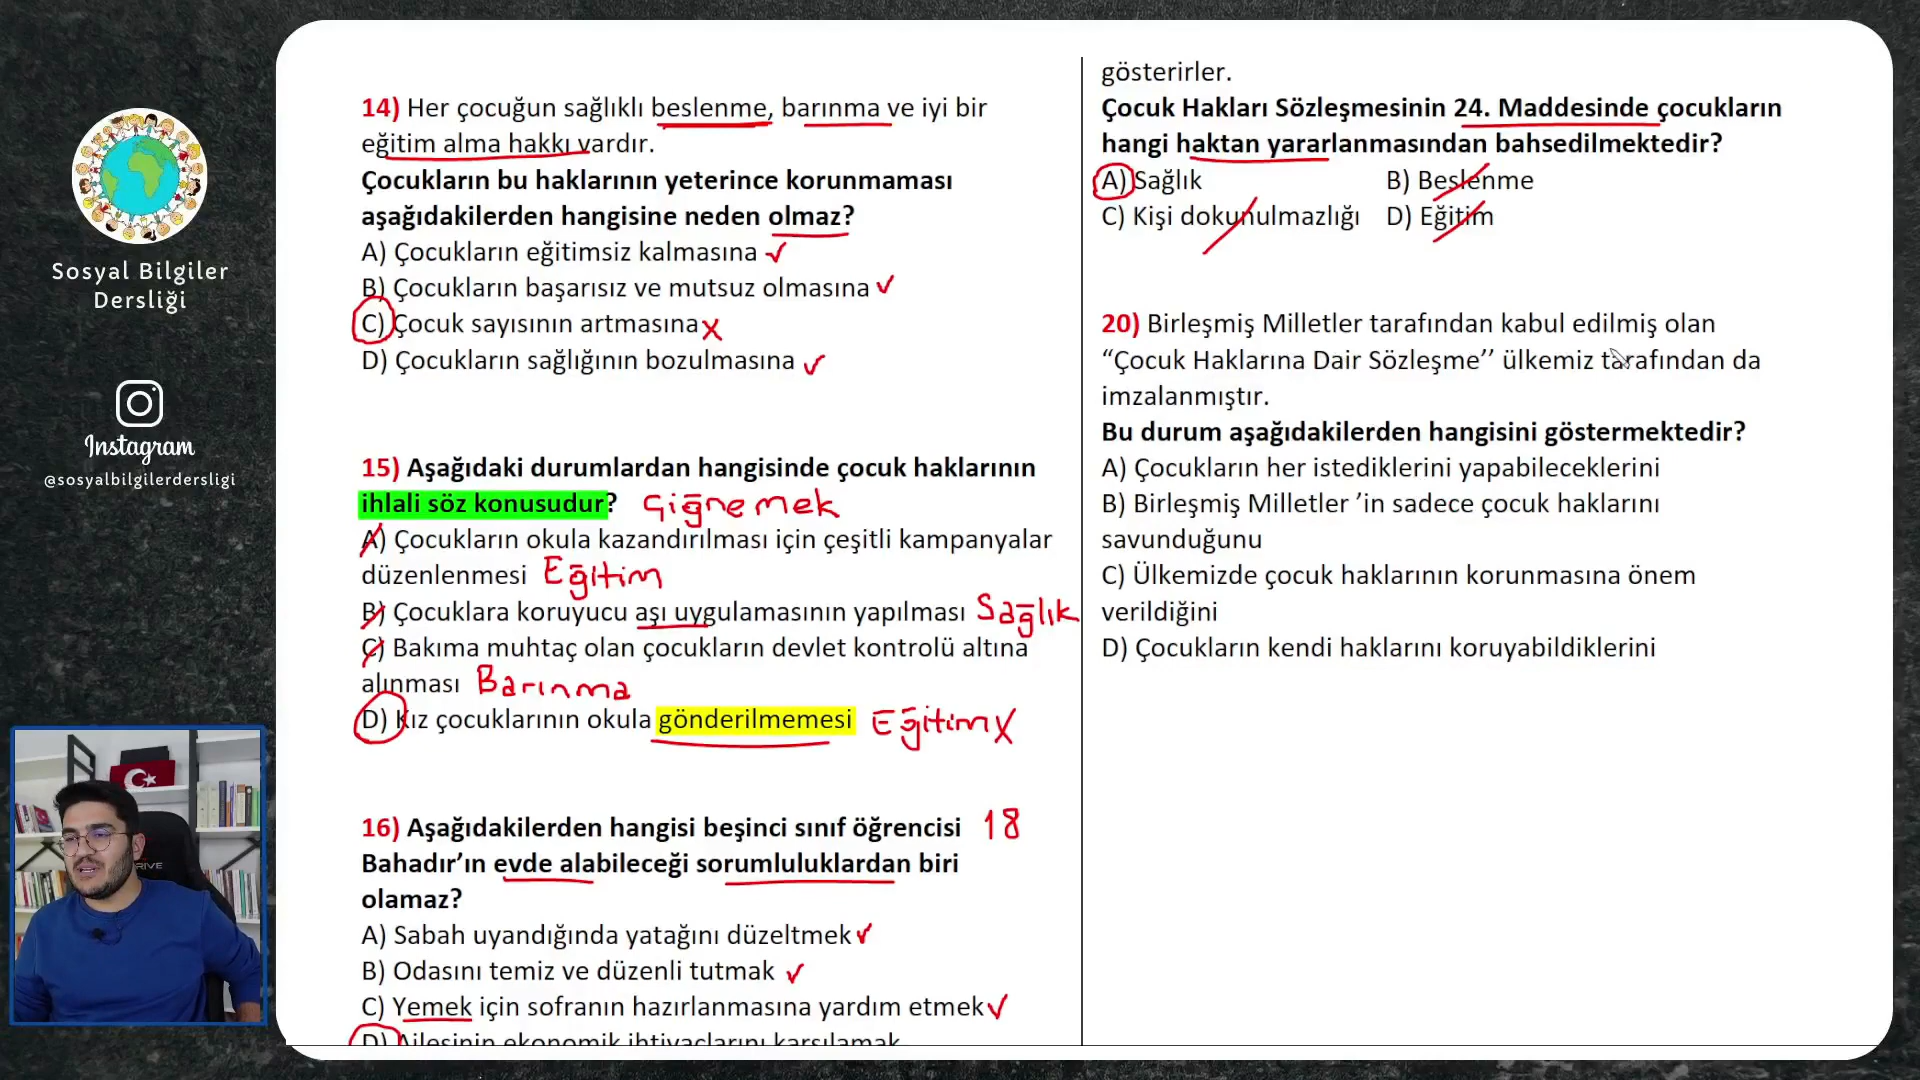 Sosyal Bilgiler
Dersliği
Instagram
@sosyalbilgilerdersligi
14) Her çocuğun sağlıklı beslenme, barınma ve iyi bir
eğitim alma hakkı vardır.
Çocukların bu haklarının yeterince korunmaması
aşağıdakilerden hangisine neden olmaz?
A) Çocukların eğitimsiz kalmasına
B) Çocukların başarısız ve mutsuz olmasına
C) Çocuk sayısının artmasına
D) Çocukların sağlığının bozulmasına
15) Aşağıdaki durumlardan hangisinde çocuk haklarının
ihlali söz konusudur? Çiğnemek
A) Çocukların okula kazandırılması için çeşitli kampanyalar
düzenlenmesi Eğitim
B) Çocuklara koruyucu aşı uygulamasının yapılması Sağlık
C) Bakıma muhtaç olan çocukların devlet kontrolü altına
alınması Barınma
D) Kız çocuklarının okula gönderilmemesi Eğitim X
16) Aşağıdakilerden hangisi beşinci sınıf öğrencisi 18
Bahadır’ın evde alabileceği sorumluluklardan biri
olamaz?
A) Sabah uyandığında yatağını düzeltmek
B) Odasını temiz ve düzenli tutmak
C) Yemek için sofranın hazırlanmasına yardım etmek
D) Ailesinin ekonomik ihtiyaçlarını karşılamak
gösterirler.
Çocuk Hakları Sözleşmesinin 24. Maddesinde çocukların
hangi haktan yararlanmasından bahsedilmektedir?
A) Sağlık B) Beslenme
C) Kişi dokunulmazlığı D) Eğitim
20) Birleşmiş Milletler tarafından kabul edilmiş olan
“Çocuk Haklarına Dair Sözleşme’’ ülkemiz tarafından da
imzalanmıştır.
Bu durum aşağıdakilerden hangisini göstermektedir?
A) Çocukların her istediklerini yapabileceklerini
B) Birleşmiş Milletler ’in sadece çocuk haklarını
savunduğunu
C) Ülkemizde çocuk haklarının korunmasına önem
verildiğini
D) Çocukların kendi haklarını koruyabildiklerini